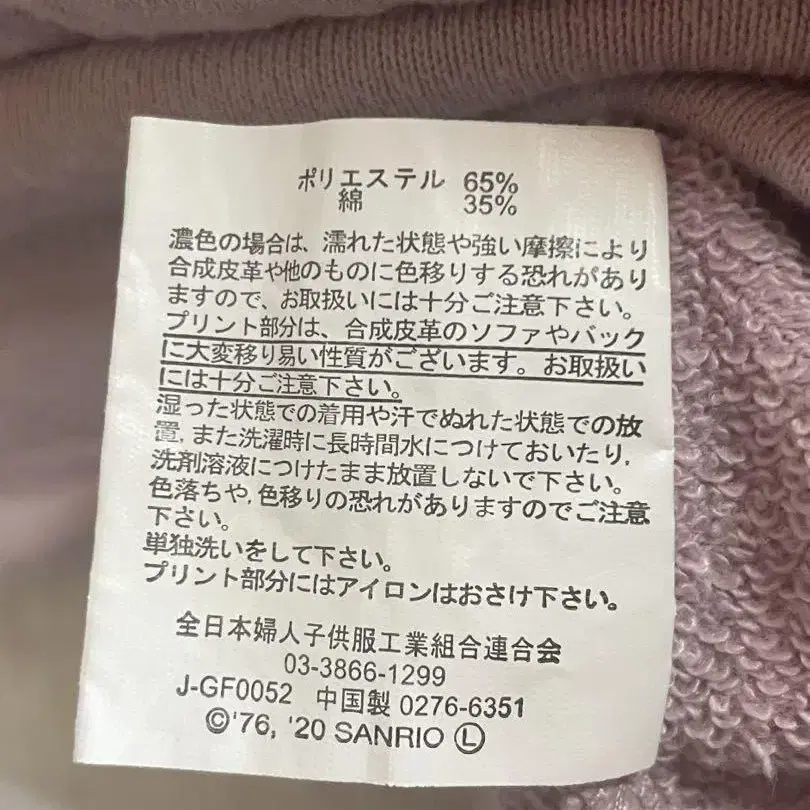 ポリエステル 65%
綿 35%
濃色の場合は、濡れた状態や強い摩擦により
合成皮革や他のものに色移りする恐れがあり
ますので、お取扱いには十分ご注意下さい。
プリント部分は、合成皮革のソファやバック
に大変移り易い性質がございます。お取扱い
には十分ご注意下さい。
湿った状態での着用や汗でぬれた状態での放
置,また洗濯時に長時間水につけておいたり,
洗剤溶液につけたまま放置しないで下さい。
色落ちや,色移りの恐れがありますのでご注意
下さい。
単独洗いをして下さい。
プリント部分にはアイロンはおさけ下さい。
全日本婦人子供服工業組合連合会
03-3866-1299
J-GF0052 中国製 0276-6351
©'76, '20 SANRIO Ⓛ